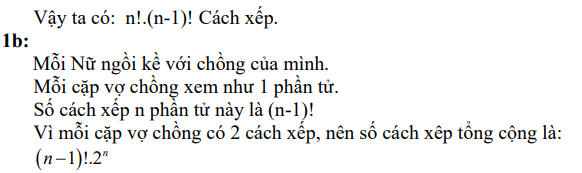 Vậy ta có: n!.(n-1)! Cách xếp.
1b:
Mỗi Nữ ngồi kề với chồng của mình.
Mỗi cặp vợ chồng xem như 1 phần tử.
Số cách xếp n phần tử này là (n-1)!
Vì mỗi cặp vợ chồng có 2 cách xếp, nên số cách xêp tổng cộng là:
(n−1)!.2ⁿ